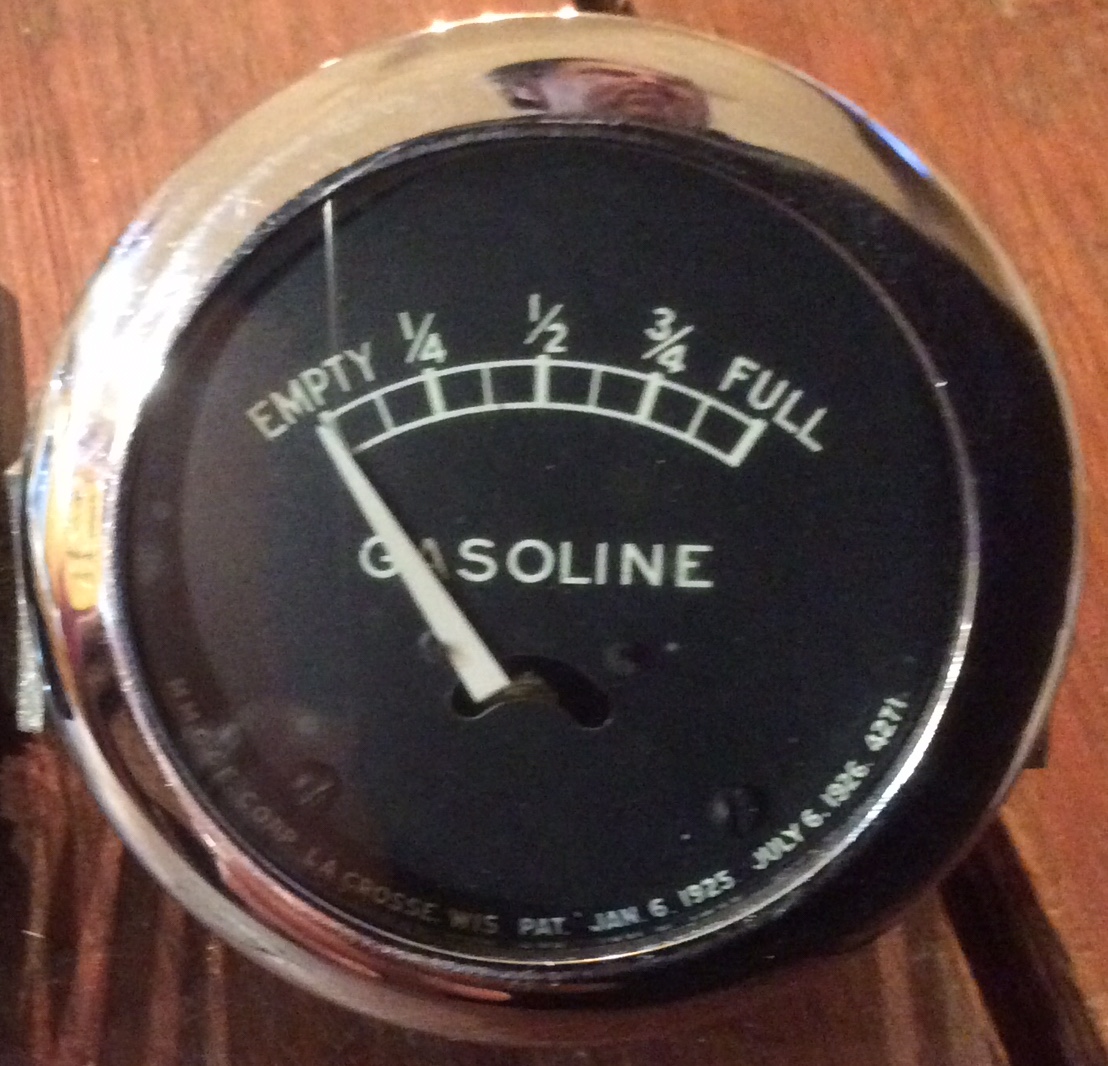 EMPTY 1/4 1/2 3/4 FULL
GASOLINE
CORP. LA CROSSE, WIS PAT. JAN. 6. 1925 JULY 6. 1926. 4271